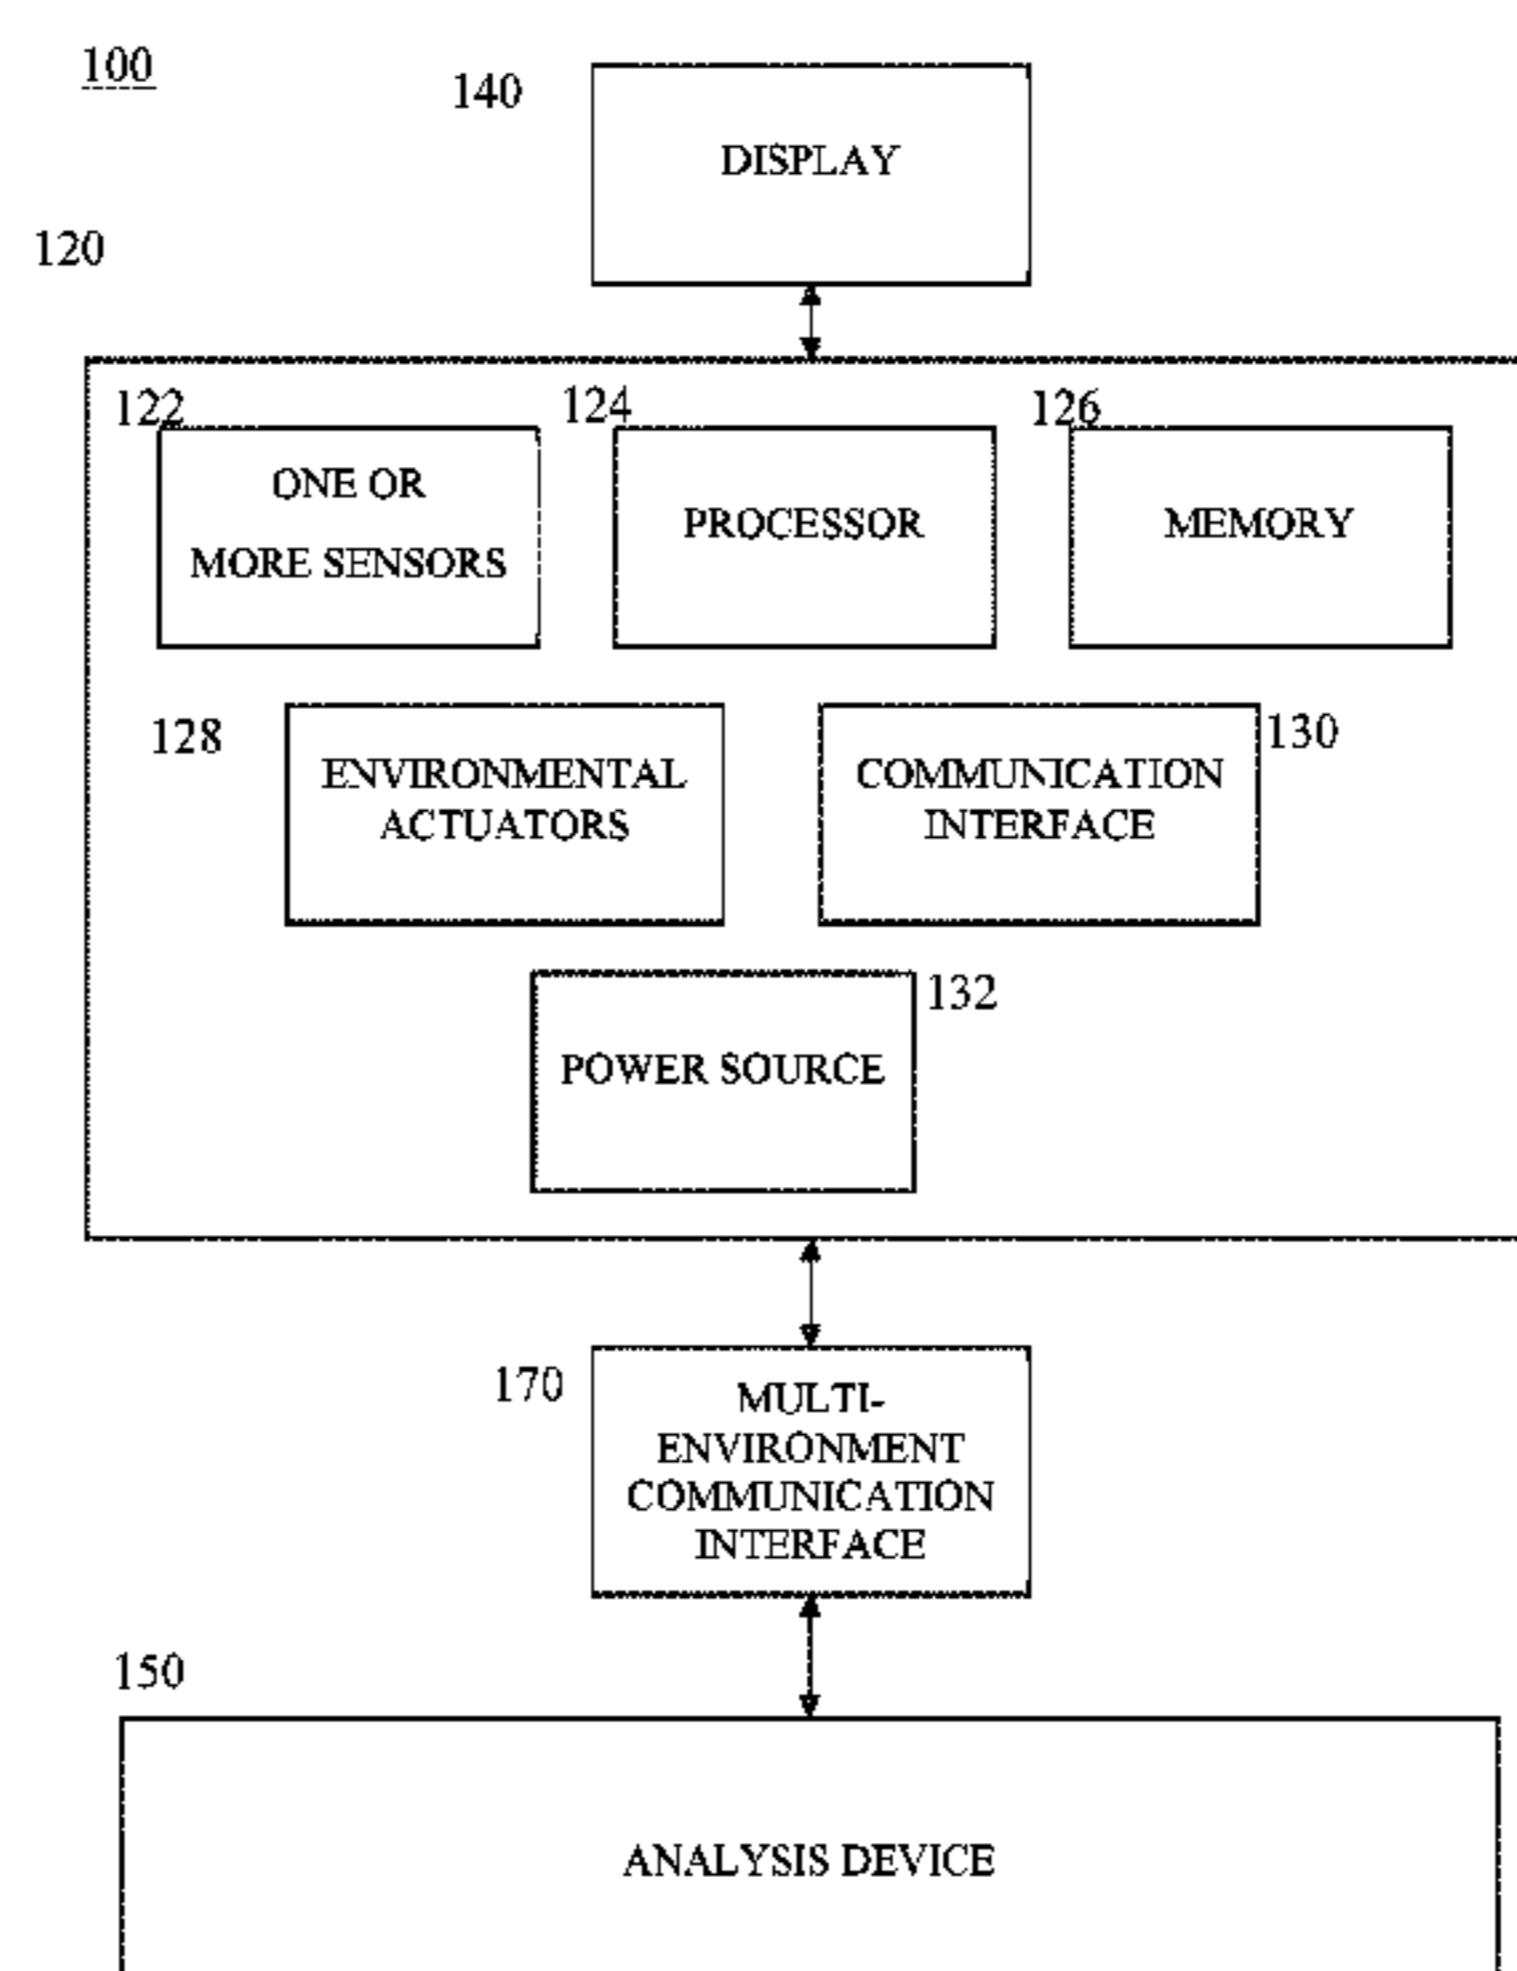 100
140
DISPLAY
120
122
124
126
ONE OR
MORE SENSORS
PROCESSOR
MEMORY
128
130
ENVIRONMENTAL
ACTUATORS
COMMUNICATION
INTERFACE
132
POWER SOURCE
170
MULTI-
ENVIRONMENT
COMMUNICATION
INTERFACE
150
ANALYSIS DEVICE